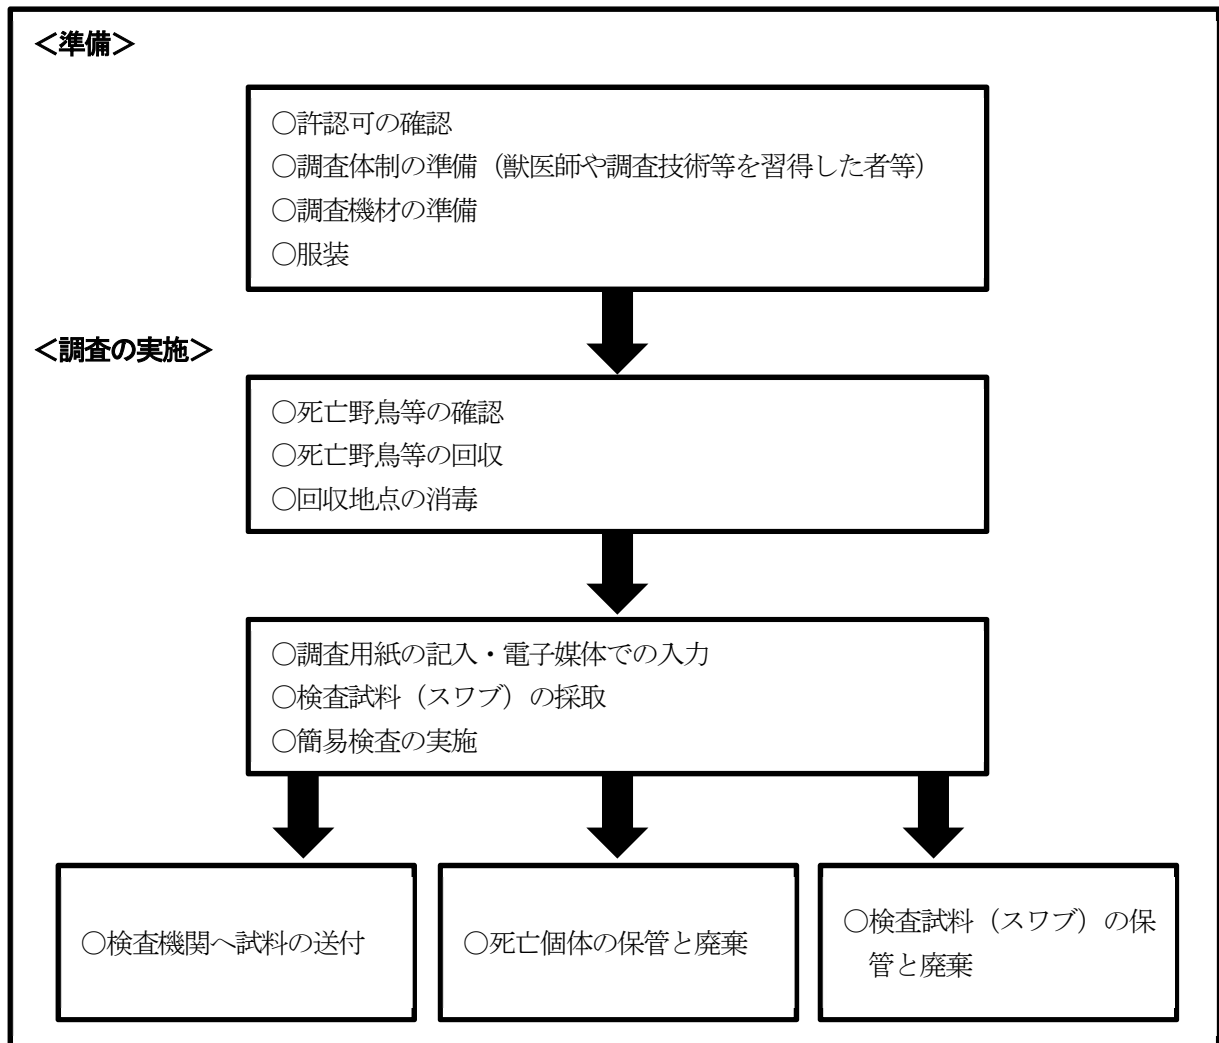 ＜準備＞
○許認可の確認
○調査体制の準備（獣医師や調査技術等を習得した者等）
○調査機材の準備
○服装
＜調査の実施＞
○死亡野鳥等の確認
○死亡野鳥等の回収
○回収地点の消毒
○調査用紙の記入・電子媒体での入力
○検査試料（スワブ）の採取
○簡易検査の実施
○検査機関へ試料の送付
○死亡個体の保管と廃棄
○検査試料（スワブ）の保
管と廃棄